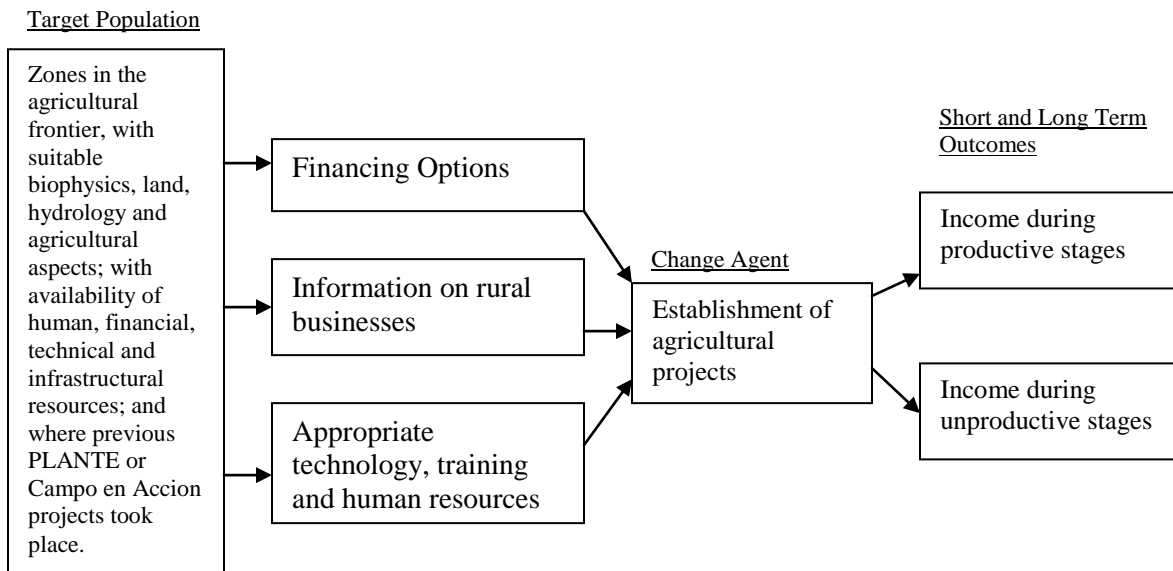 Target Population
Zones in the
agricultural
frontier, with
suitable
biophysics, land,
hydrology and
agricultural
aspects; with
availability of
human, financial,
technical and
infrastructural
resources; and
where previous
PLANTE or
Campo en Accion
projects took
place.
Financing Options
Information on rural
businesses
Appropriate
technology, training
and human resources
Change Agent
Establishment of
agricultural
projects
Short and Long Term
Outcomes
Income during
productive stages
Income during
unproductive stages